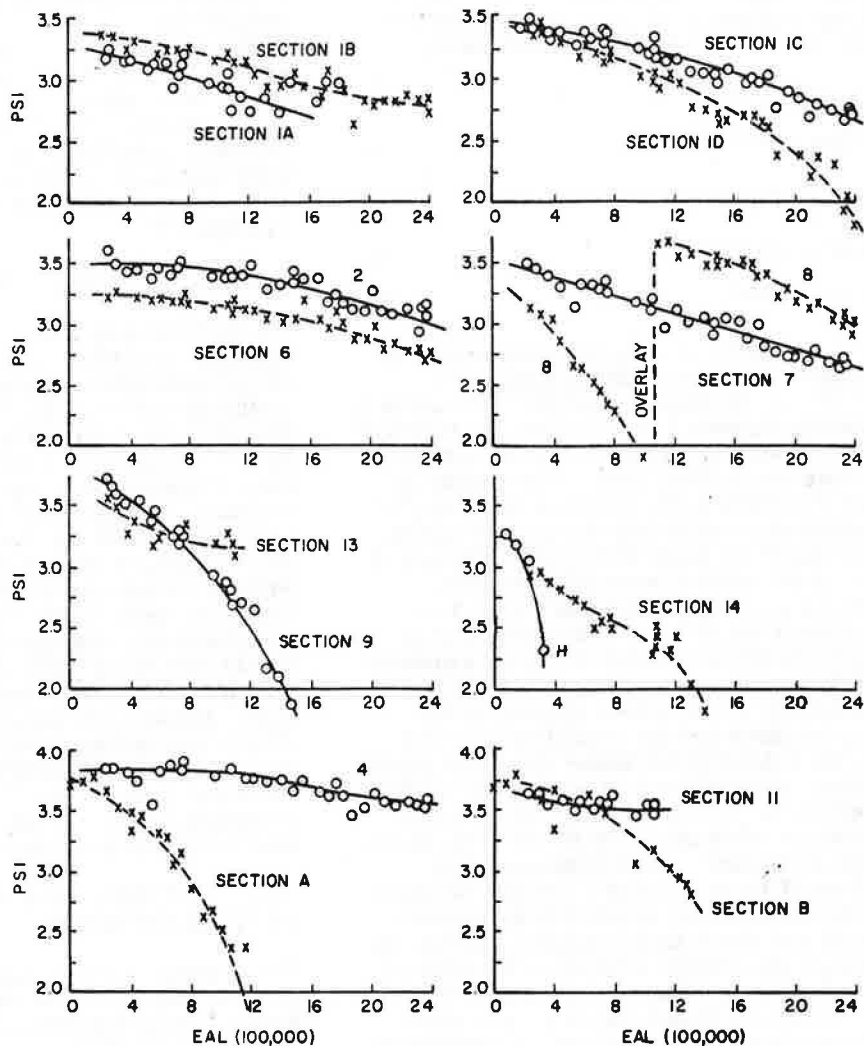 3.5
3.0
2.5
2.0
PSI
SECTION 1B
SECTION 1A
0 4 8 12 16 20 24
3.5
3.0
2.5
2.0
SECTION 1C
SECTION 1D
0 4 8 12 16 20 24
3.5
3.0
2.5
2.0
2
SECTION 6
0 4 8 12 16 20 24
3.5
3.0
2.5
2.0
8
8
OVERLAY
SECTION 7
0 4 8 12 16 20 24
3.5
3.0
2.5
2.0
PSI
SECTION 13
SECTION 9
0 4 8 12 16 20 24
3.5
3.0
2.5
2.0
H
SECTION 14
0 4 8 12 16 20 24
4.0
3.5
3.0
2.5
2.0
PSI
4
SECTION A
0 4 8 12 16 20 24
EAL (100,000)
4.0
3.5
3.0
2.5
2.0
SECTION 11
SECTION B
0 4 8 12 16 20 24
EAL (100,000)